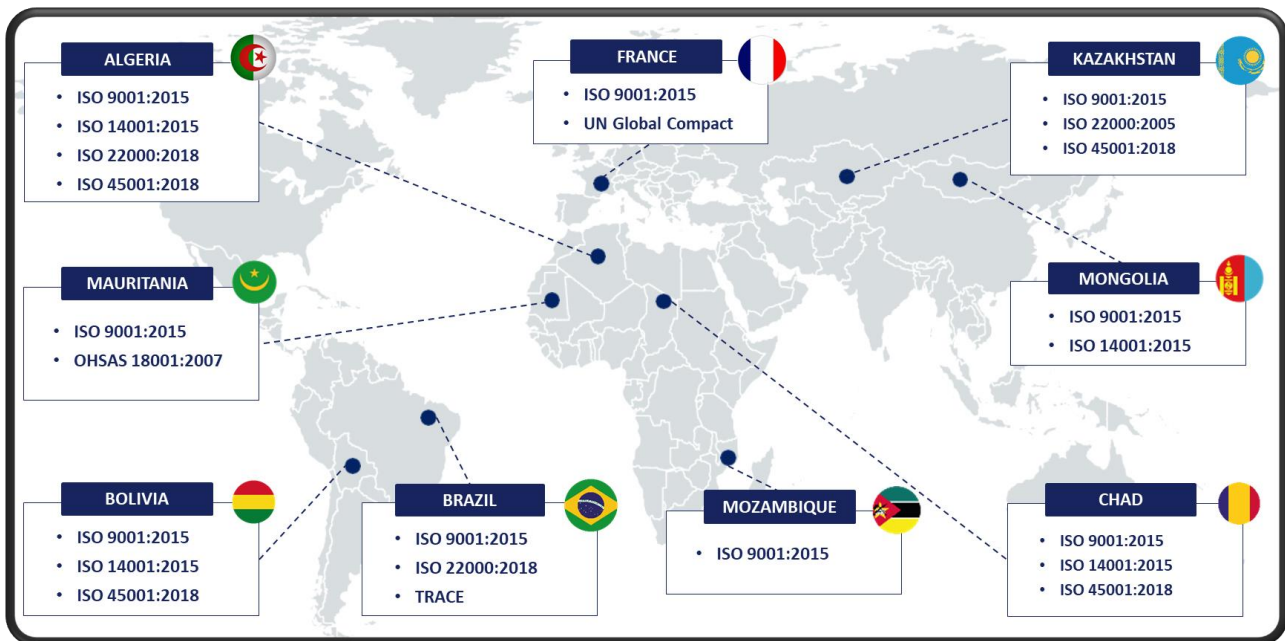 ALGERIA
• ISO 9001:2015
• ISO 14001:2015
• ISO 22000:2018
• ISO 45001:2018
FRANCE
• ISO 9001:2015
• UN Global Compact
KAZAKHSTAN
• ISO 9001:2015
• ISO 22000:2005
• ISO 45001:2018
MAURITANIA
• ISO 9001:2015
• OHSAS 18001:2007
MONGOLIA
• ISO 9001:2015
• ISO 14001:2015
BOLIVIA
• ISO 9001:2015
• ISO 14001:2015
• ISO 45001:2018
BRAZIL
• ISO 9001:2015
• ISO 22000:2018
• TRACE
MOZAMBIQUE
• ISO 9001:2015
CHAD
• ISO 9001:2015
• ISO 14001:2015
• ISO 45001:2018